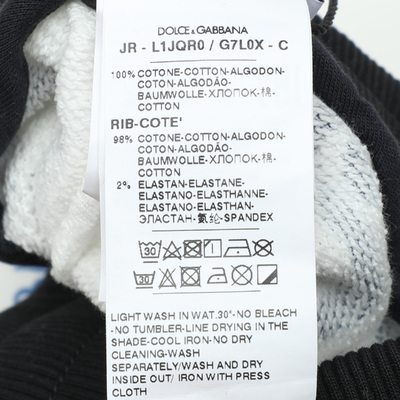 DOLCE & GABBANA
JR - L1JQR0 / G7L0X - C
100% COTONE-COTTON-ALGODON-
COTON-ALGODÃO-
BAUMWOLLE-ХЛОПОК-棉-
COTTON
RIB-COTE'
98% COTONE-COTTON-ALGODON-
COTON-ALGODÃO-
BAUMWOLLE-ХЛОПОК-棉-
COTTON
2% ELASTAN-ELASTANE-
ELASTANO-ELASTHANNE-
ELASTANO-ELASTHAN-
ЭЛАСТАН-氨纶-SPANDEX
30
30
LIGHT WASH IN WAT.30°-NO BLEACH
-NO TUMBLER-LINE DRYING IN THE
SHADE-COOL IRON-NO DRY
CLEANING-WASH
SEPARATELY/WASH AND DRY
INSIDE OUT/ IRON WITH PRESS
CLOTH